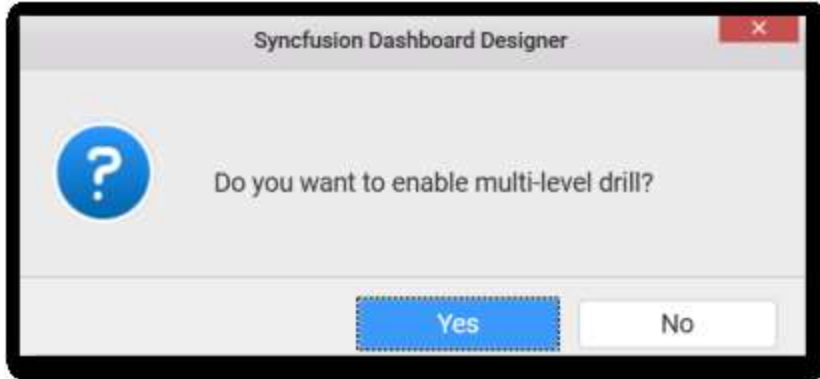 Syncfusion Dashboard Designer
Do you want to enable multi-level drill?
Yes
No